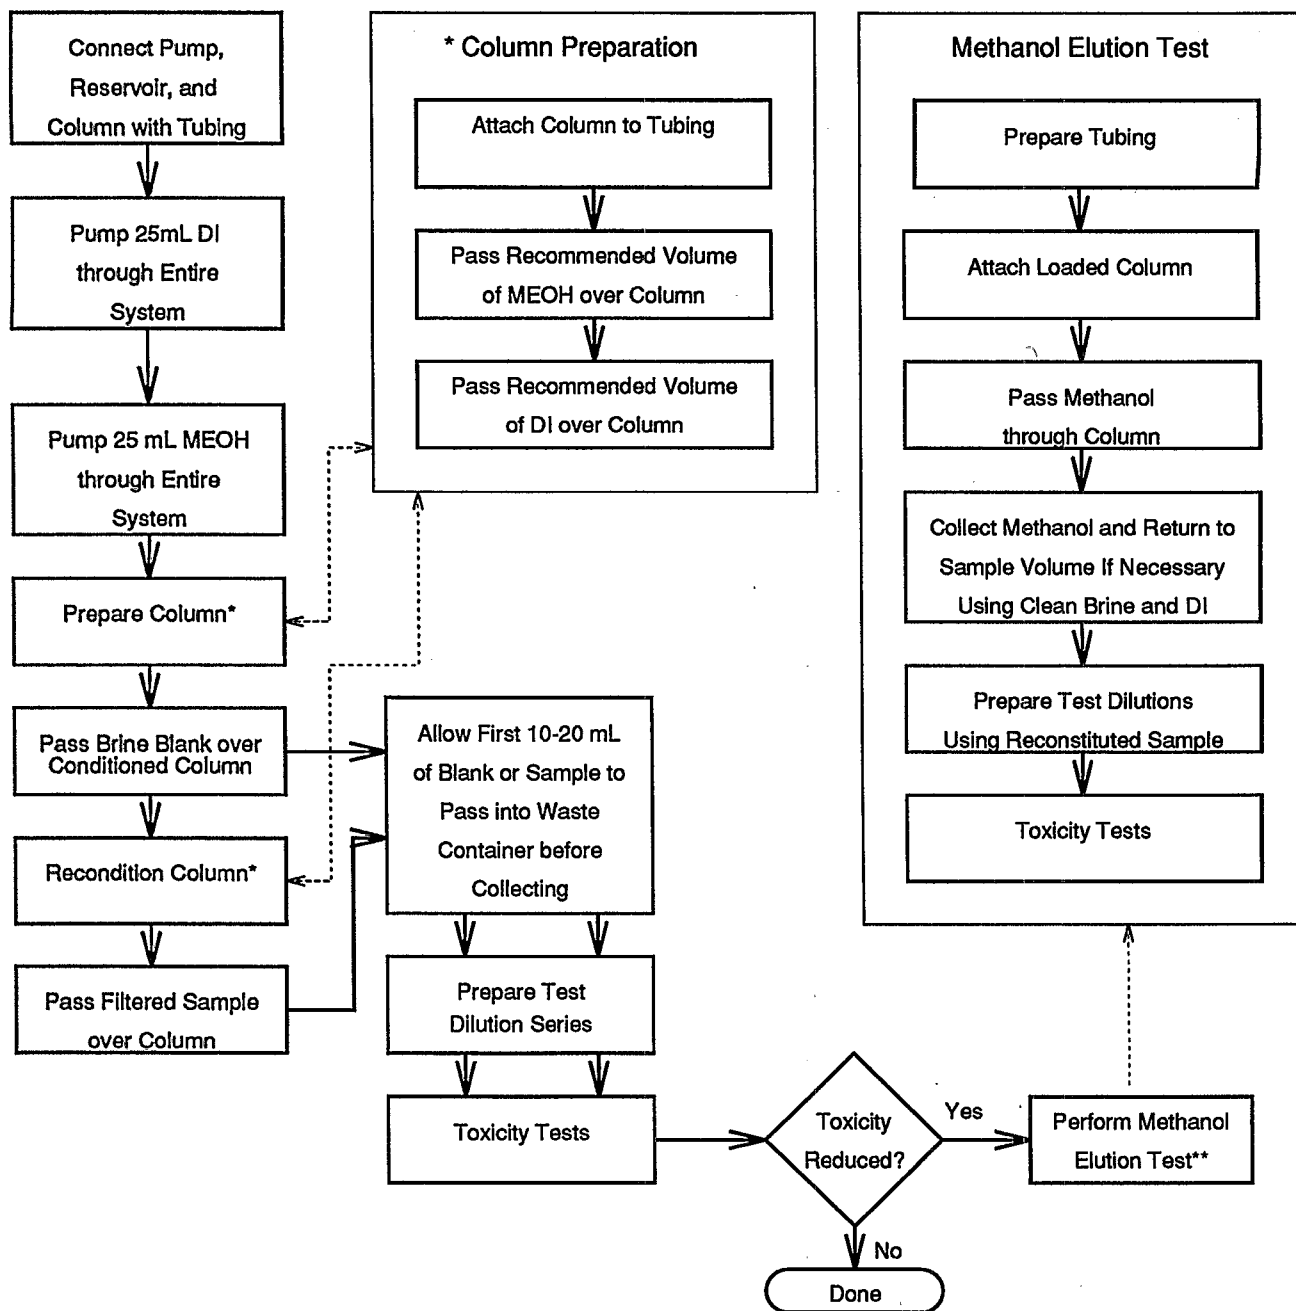 Connect Pump,
Reservoir, and
Column with Tubing
Pump 25mL DI
through Entire
System
Pump 25 mL MEOH
through Entire
System
Prepare Column*
Pass Brine Blank over
Conditioned Column
Recondition Column*
Pass Filtered Sample
over Column
* Column Preparation
Attach Column to Tubing
Pass Recommended Volume
of MEOH over Column
Pass Recommended Volume
of DI over Column
Allow First 10-20 mL
of Blank or Sample to
Pass into Waste
Container before
Collecting
Prepare Test
Dilution Series
Toxicity Tests
Toxicity
Reduced?
Yes
No
Done
Perform Methanol
Elution Test**
Methanol Elution Test
Prepare Tubing
Attach Loaded Column
Pass Methanol
through Column
Collect Methanol and Return to
Sample Volume If Necessary
Using Clean Brine and DI
Prepare Test Dilutions
Using Reconstituted Sample
Toxicity Tests